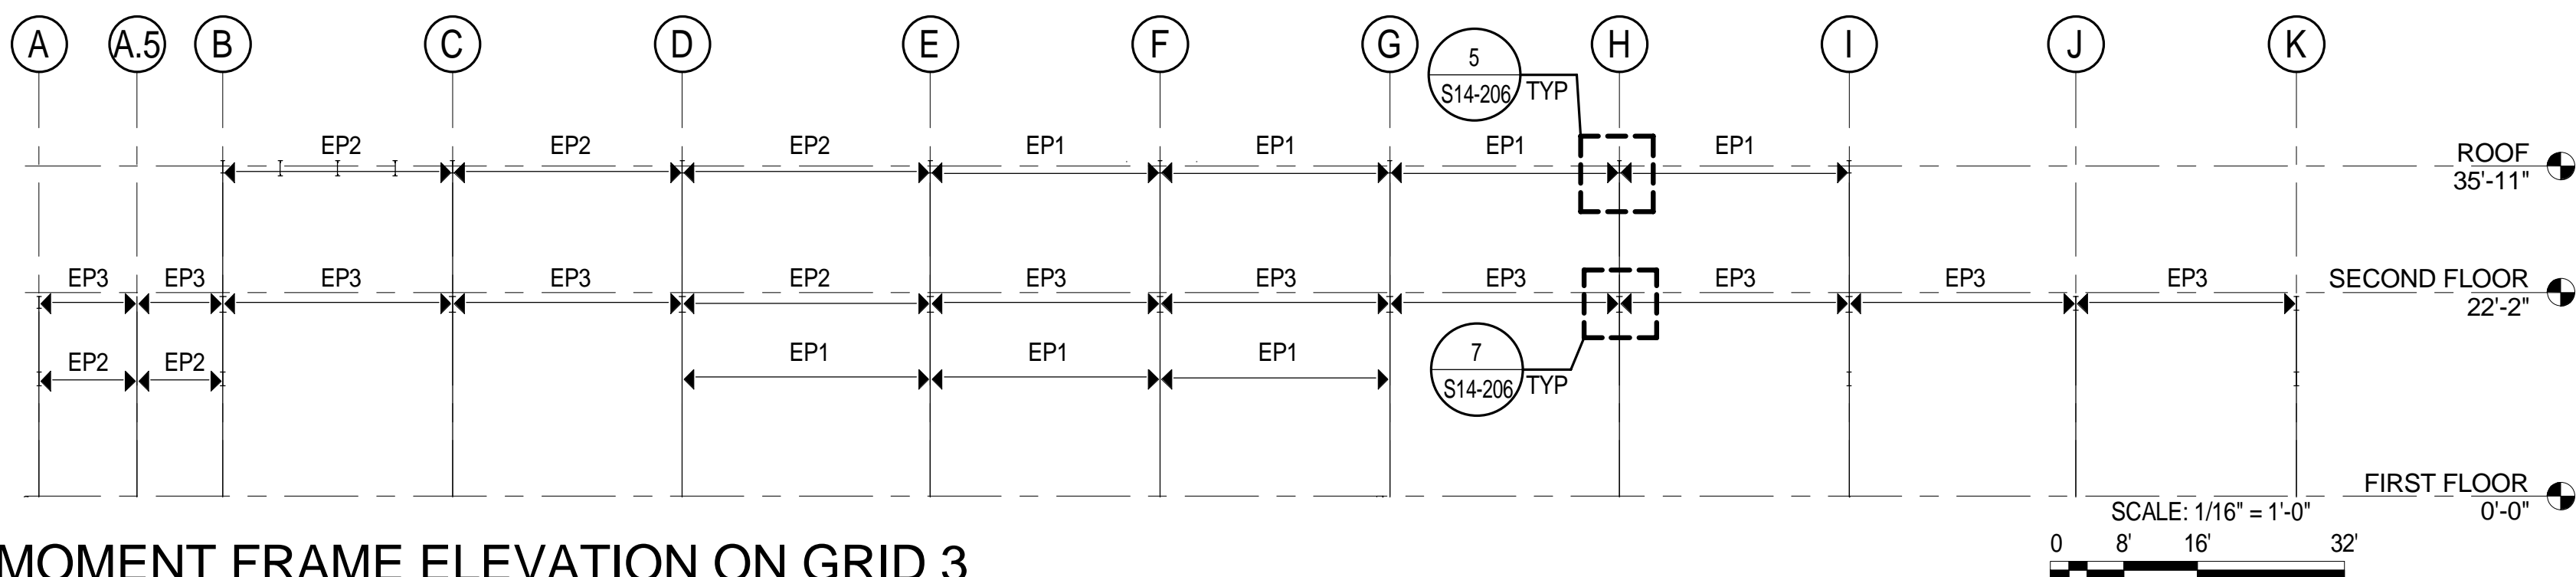 A A.5 B C D E F G H I J K
5
S14-206 TYP
EP2 EP2 EP2 EP1 EP1 EP1 EP1
ROOF
35'-11"
EP3 EP3 EP3 EP3 EP2 EP3 EP3 EP3 EP3 EP3 EP3
SECOND FLOOR
22'-2"
EP2 EP2 EP1 EP1 EP1
7
S14-206 TYP
FIRST FLOOR
0'-0"
SCALE: 1/16" = 1'-0"
0 8' 16' 32'
MOMENT FRAME ELEVATION ON GRID 3